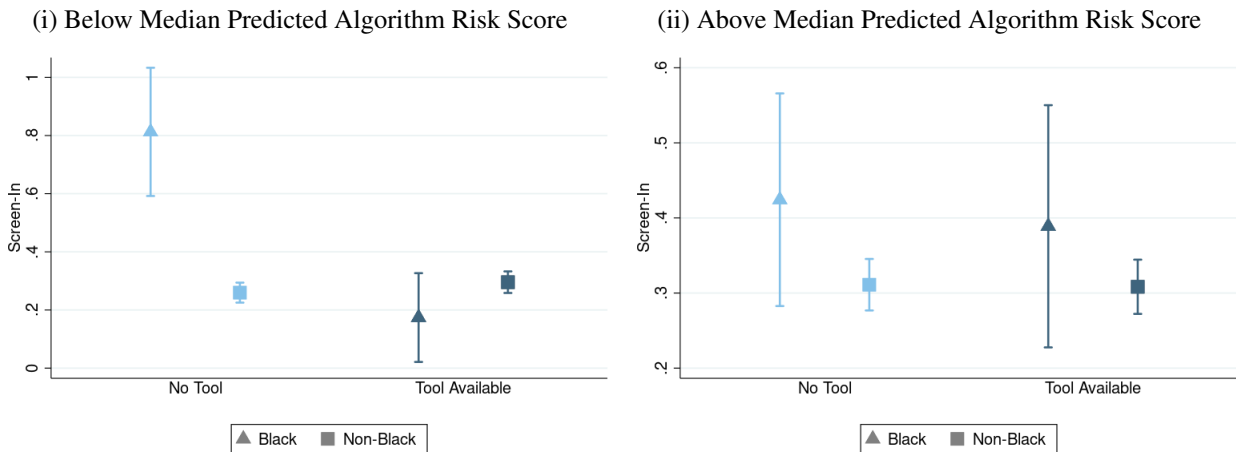 (i) Below Median Predicted Algorithm Risk Score
Screen-In
1
.8
.6
.4
.2
0
No Tool
Tool Available
Black
Non-Black
(ii) Above Median Predicted Algorithm Risk Score
Screen-In
.6
.5
.4
.3
.2
No Tool
Tool Available
Black
Non-Black